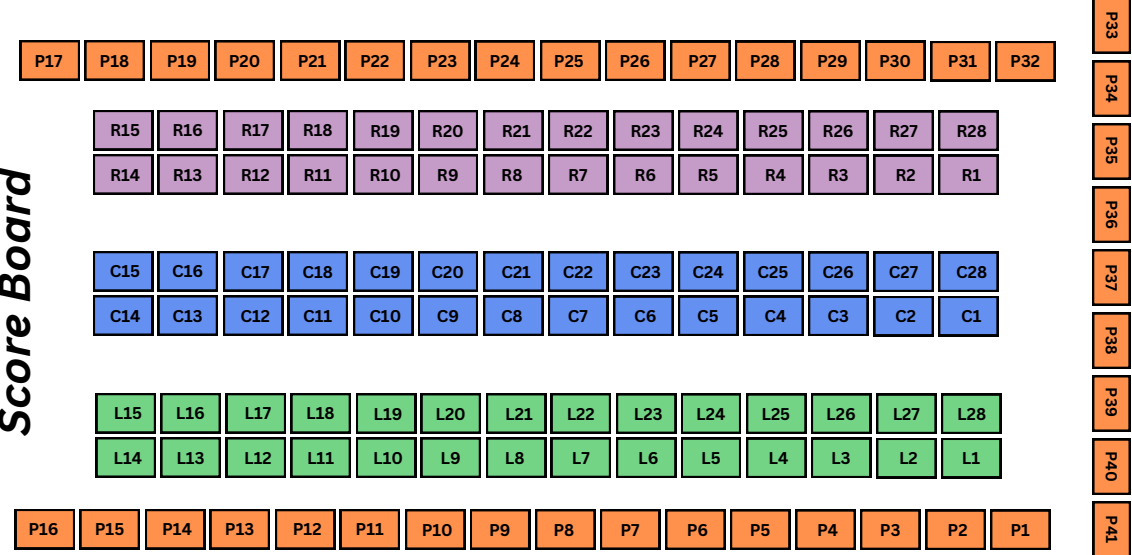 P17 P18 P19 P20 P21 P22 P23 P24 P25 P26 P27 P28 P29 P30 P31 P32
R15 R16 R17 R18 R19 R20 R21 R22 R23 R24 R25 R26 R27 R28
R14 R13 R12 R11 R10 R9 R8 R7 R6 R5 R4 R3 R2 R1
Score Board
C15 C16 C17 C18 C19 C20 C21 C22 C23 C24 C25 C26 C27 C28
C14 C13 C12 C11 C10 C9 C8 C7 C6 C5 C4 C3 C2 C1
L15 L16 L17 L18 L19 L20 L21 L22 L23 L24 L25 L26 L27 L28
L14 L13 L12 L11 L10 L9 L8 L7 L6 L5 L4 L3 L2 L1
P16 P15 P14 P13 P12 P11 P10 P9 P8 P7 P6 P5 P4 P3 P2 P1
P33
P34
P35
P36
P37
P38
P39
P40
P41